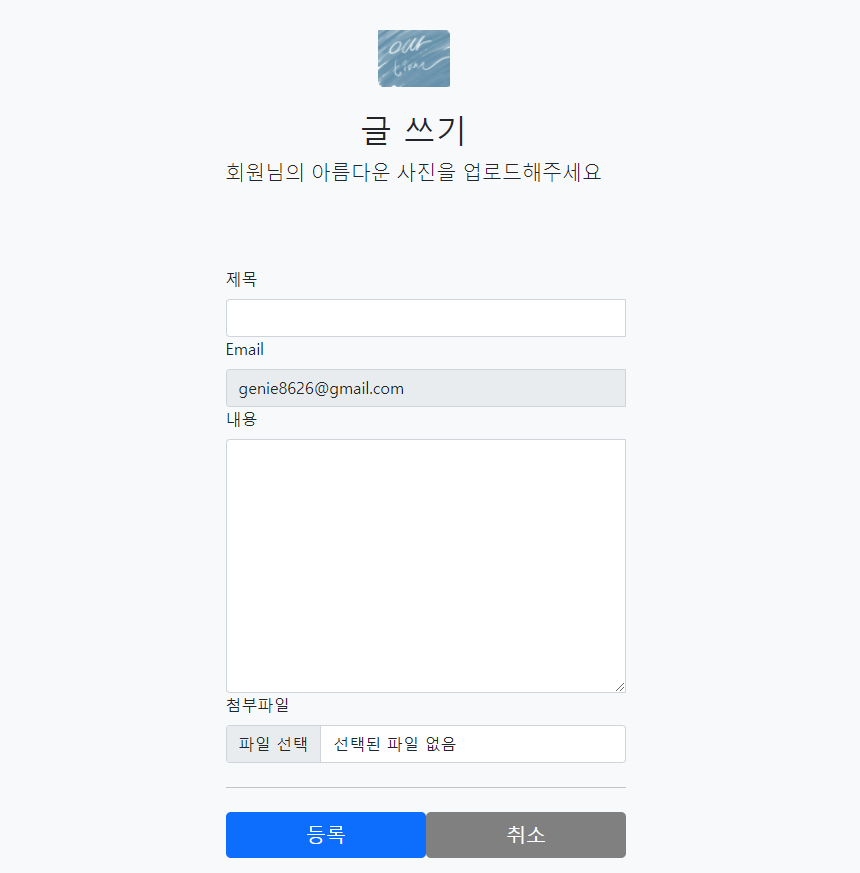 our
time
글 쓰기
회원님의 아름다운 사진을 업로드해주세요
제목
Email
genie8626@gmail.com
내용
첨부파일
파일 선택 선택된 파일 없음
등록 취소